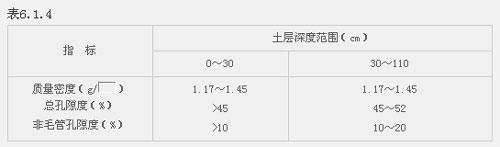 表6.1.4
指 标 土层深度范围(cm)
0~30 30~110
质量密度(g/ ) 1.17~1.45 1.17~1.45
总孔隙度(%) >45 45~52
非毛管孔隙度(%) >10 10~20